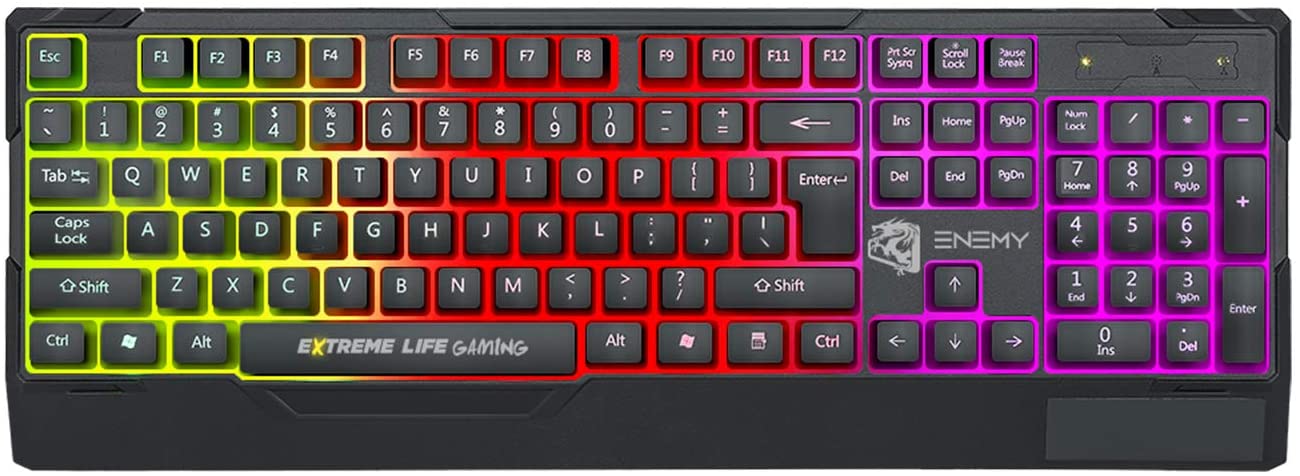 Esc F1 F2 F3 F4 F5 F6 F7 F8 F9 F10 F11 F12 Prt Scr Sysrq Scroll Lock Pause Break
~ ` ! 1 @ 2 # 3 $ 4 % 5 ^ 6 & 7 * 8 ( 9 ) 0 _ - + = ← Ins Home PgUp Num Lock / * -
Tab Q W E R T Y U I O P { [ } ] Enter↵ Del End PgDn 7 Home 8 ↑ 9 PgUp +
Caps Lock A S D F G H J K L : ; " , | \ ENEMY 4 ← 5 6 →
⇧ Shift Z X C V B N M < , > . ? / ⇧ Shift ↑ 1 End 2 ↓ 3 PgDn Enter
Ctrl Alt EXTREME LIFE GAMING Alt Ctrl ← ↓ → 0 Ins . Del